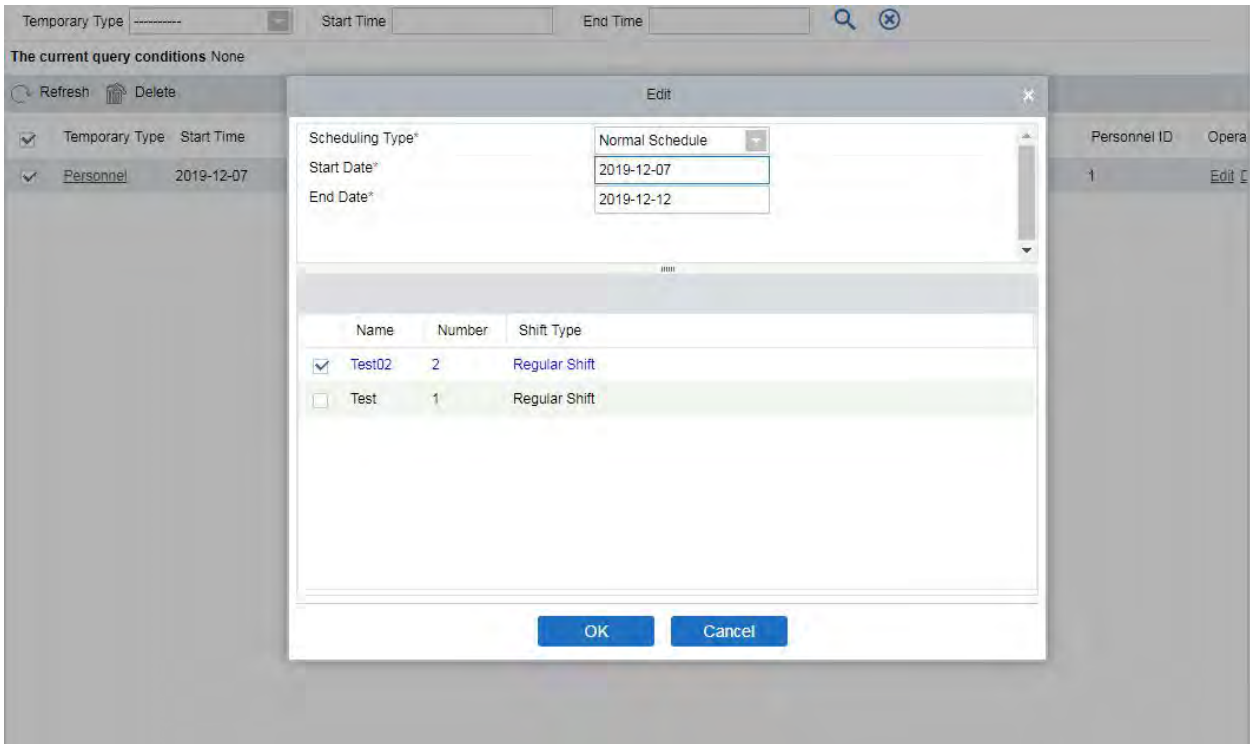 Temporary Type ---------- Start Time End Time
The current query conditions None
Refresh Delete
Edit
Temporary Type Start Time Personnel ID Opera
Personnel 2019-12-07 1 Edit D
Scheduling Type* Normal Schedule
Start Date* 2019-12-07
End Date* 2019-12-12
Name Number Shift Type
Test02 2 Regular Shift
Test 1 Regular Shift
OK Cancel